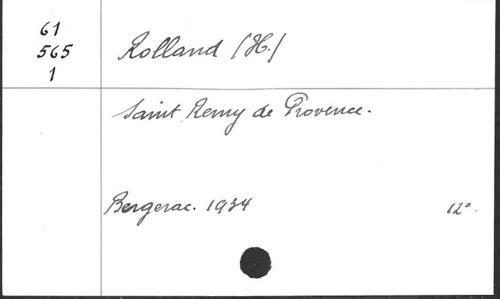 61
565
1
Rolland (H.)
Saint Remy de Provence.
Bergerac. 1934
12°.